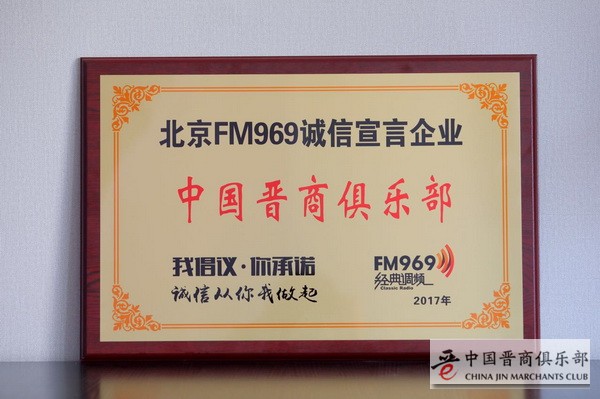 北京FM969诚信宣言企业
中国晋商俱乐部
我倡议·你承诺
诚信从你我做起
FM969
经典调频
Classic Radio
2017年
晋
中国晋商俱乐部
CHINA JIN MARCHANTS CLUB